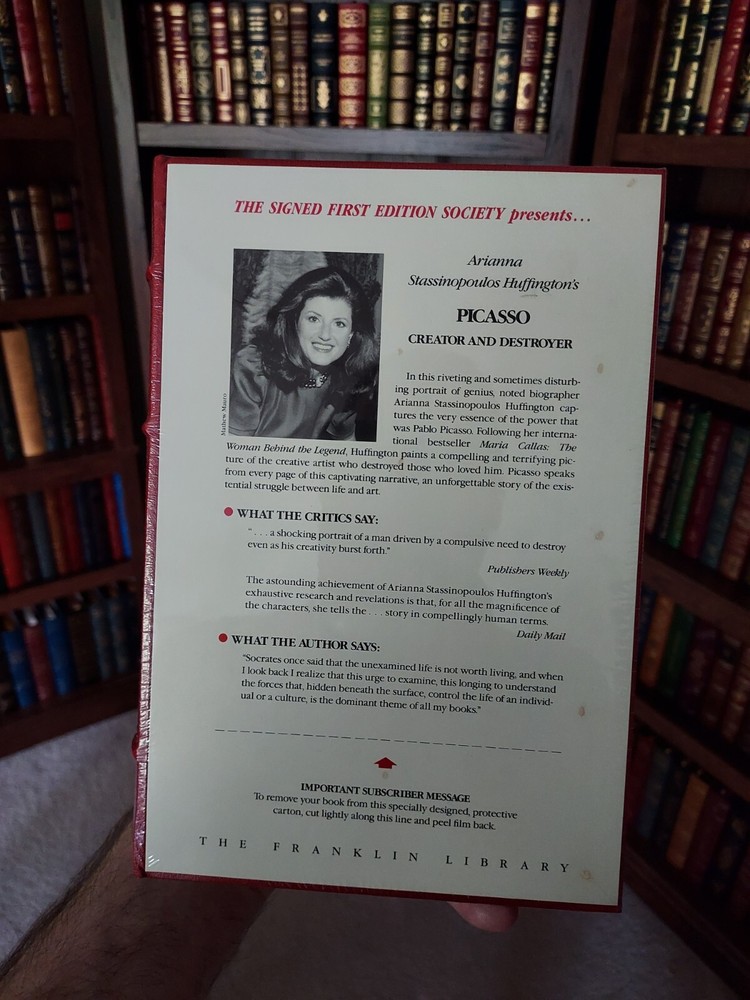 THE SIGNED FIRST EDITION SOCIETY presents...
Arianna
Stassinopoulos Huffington's
PICASSO
CREATOR AND DESTROYER
In this riveting and sometimes disturb-
ing portrait of genius, noted biographer
Arianna Stassinopoulos Huffington cap-
tures the very essence of the power that
was Pablo Picasso. Following her interna-
tional bestseller Maria Callas: The
Woman Behind the Legend, Huffington paints a compelling and terrifying pic-
ture of the creative artist who destroyed those who loved him. Picasso speaks
from every page of this captivating narrative, an unforgettable story of the exis-
tential struggle between life and art.
Mathew Mauro
WHAT THE CRITICS SAY:
"...a shocking portrait of a man driven by a compulsive need to destroy
even as his creativity burst forth."
Publishers Weekly
The astounding achievement of Arianna Stassinopoulos Huffington's
exhaustive research and revelations is that, for all the magnificence of
the characters, she tells the . . . story in compellingly human terms.
Daily Mail
WHAT THE AUTHOR SAYS:
"Socrates once said that the unexamined life is not worth living, and when
I look back I realize that this urge to examine, this longing to understand
the forces that, hidden beneath the surface, control the life of an individ-
ual or a culture, is the dominant theme of all my books."
IMPORTANT SUBSCRIBER MESSAGE
To remove your book from this specially designed, protective
carton, cut lightly along this line and peel film back.
THE FRANKLIN LIBRARY